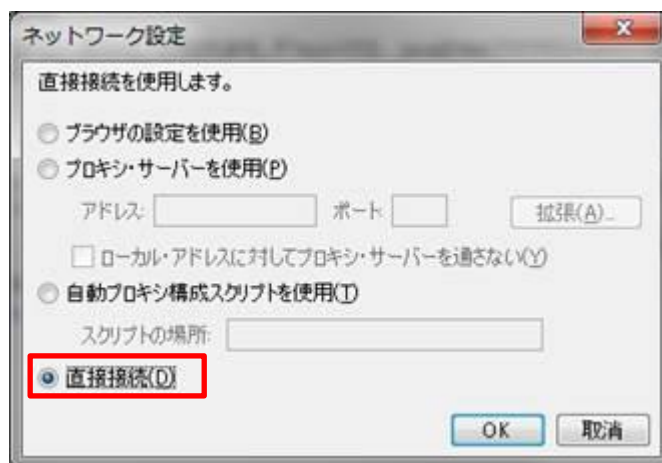 ネットワーク設定
直接接続を使用します。
ブラウザの設定を使用(B)
プロキシ・サーバーを使用(P)
アドレス: ポート: 拡張(A)...
ローカル・アドレスに対してプロキシ・サーバーを通さない(Y)
自動プロキシ構成スクリプトを使用(T)
スクリプトの場所:
直接接続(D)
OK 取消